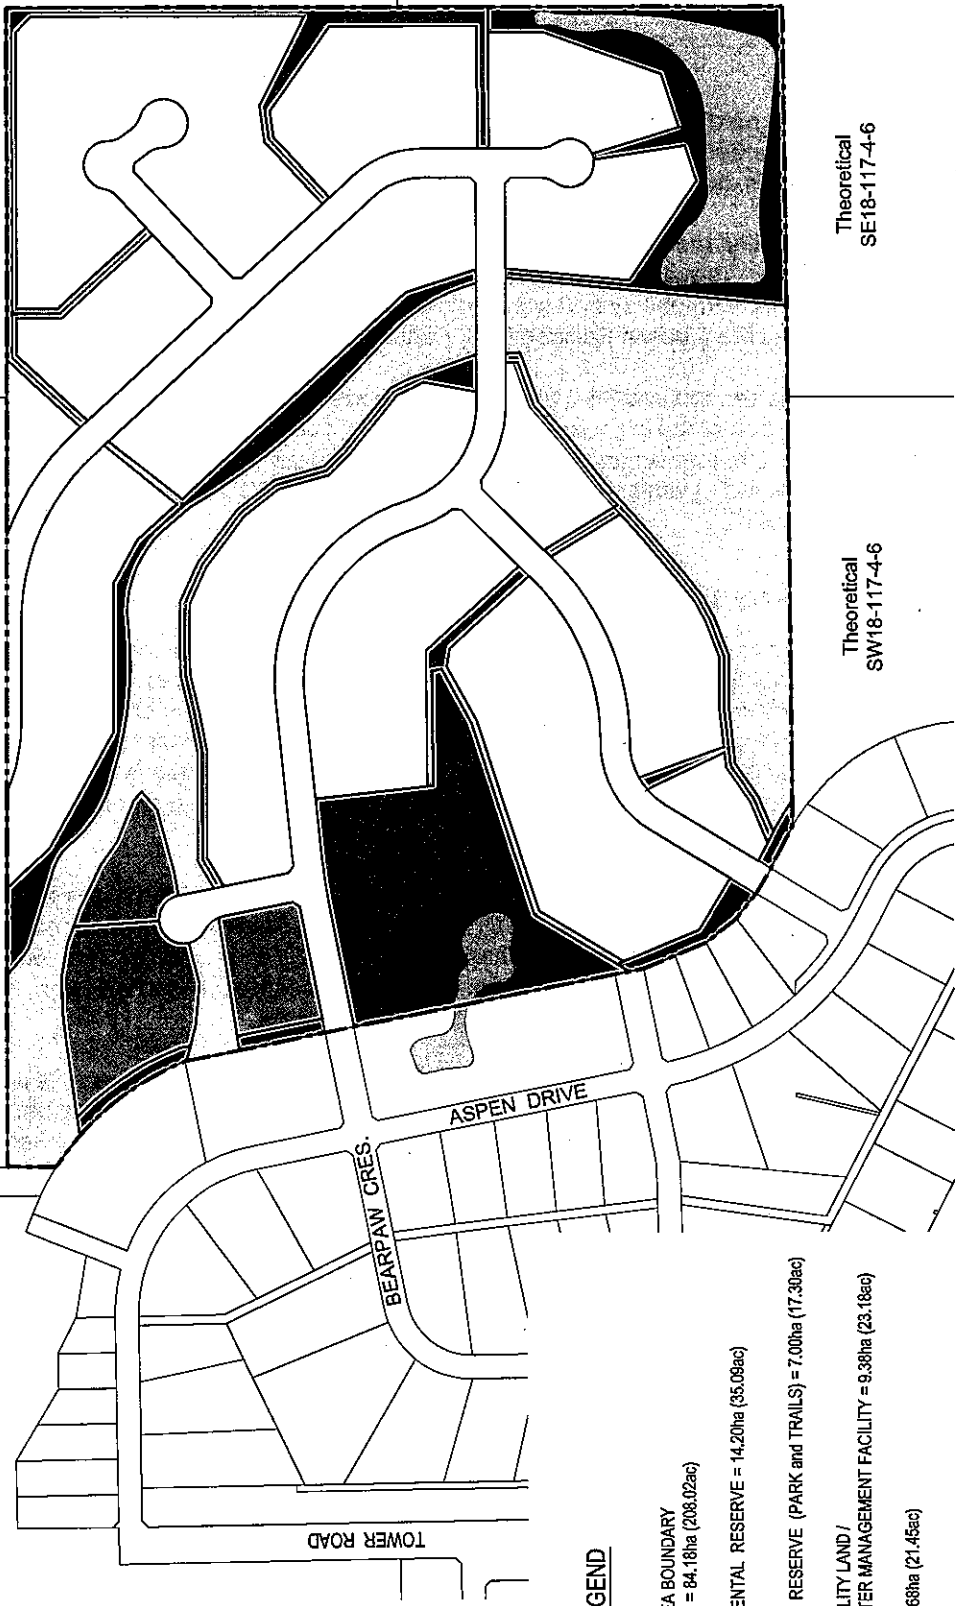 Theoretical
SE18-117-4-6
Theoretical
SW18-117-4-6
ASPEN DRIVE
BEARPAW CRES.
TOWER ROAD
GEND
EA BOUNDARY
= 84.18ha (208.02ac)
ENTAL RESERVE = 14.20ha (35.09ac)
RESERVE (PARK and TRAILS) = 7.00ha (17.30ac)
LITY LAND /
TER MANAGEMENT FACILITY = 9.38ha (23.18ac)
68ha (21.45ac)